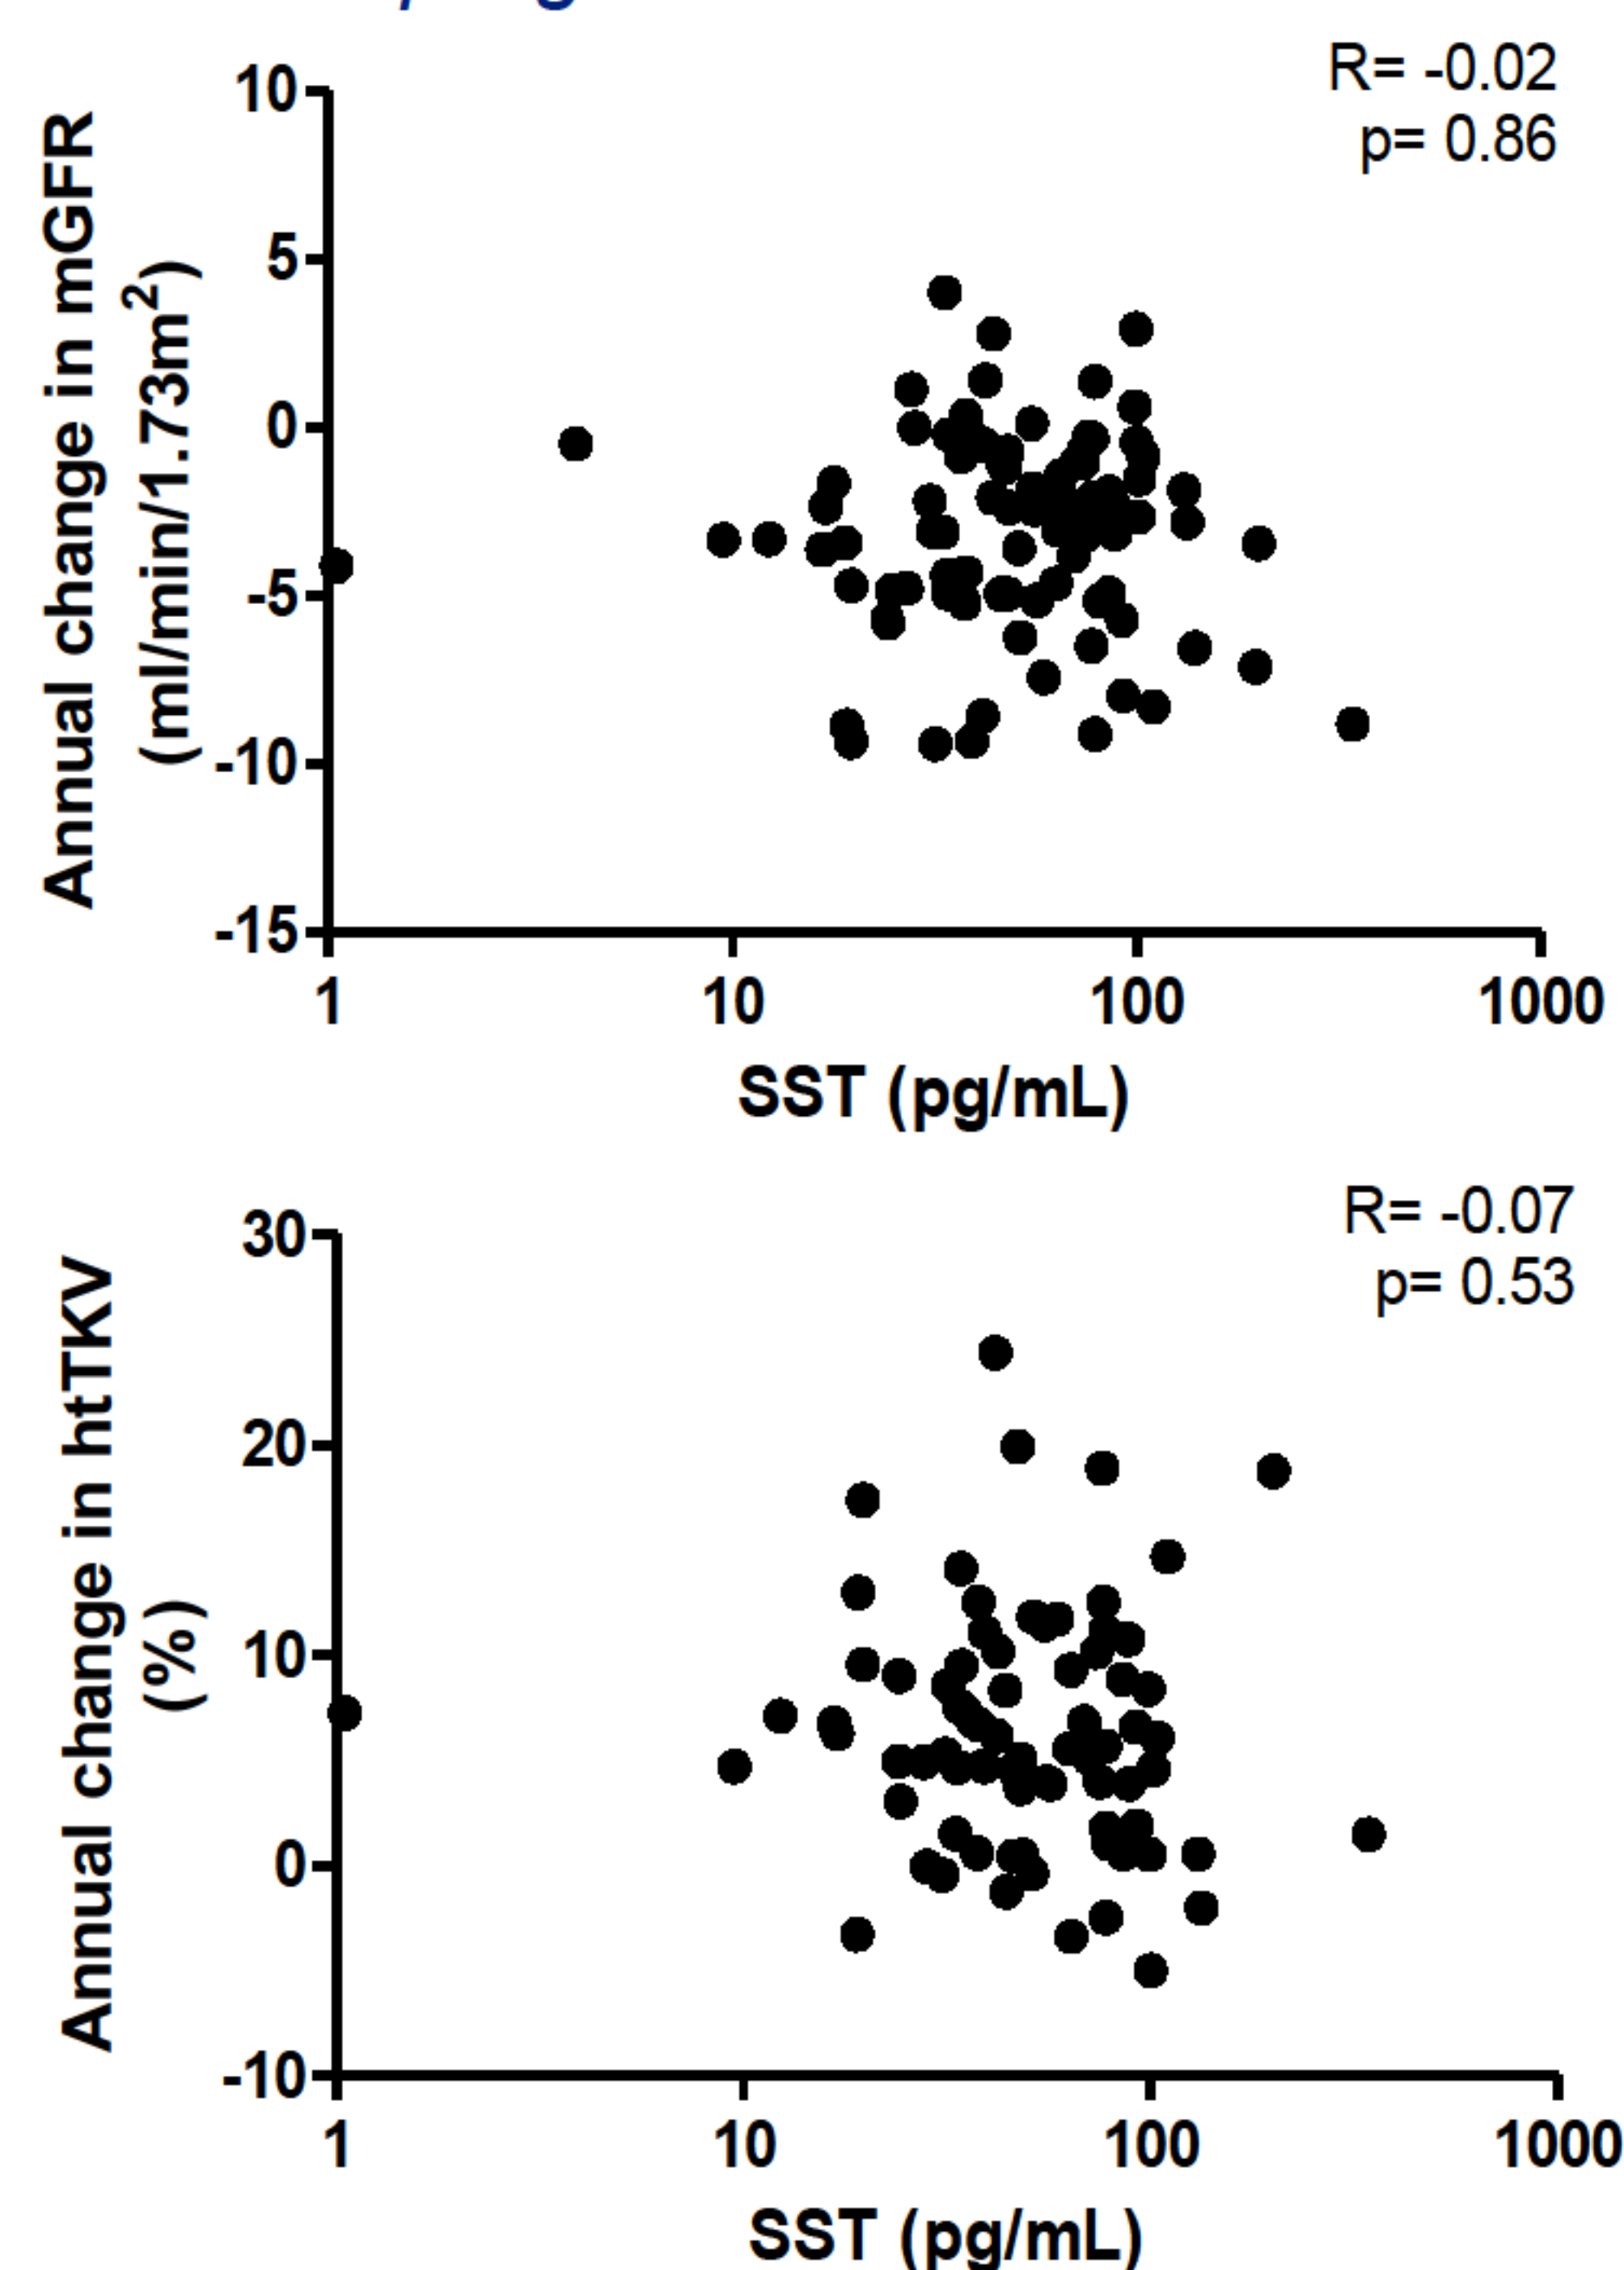 R= -0.02
p= 0.86
Annual change in mGFR
(ml/min/1.73m²)
10
5
0
-5
-10
-15
1 10 100 1000
SST (pg/mL)
R= -0.07
p= 0.53
Annual change in htTKV
(%)
30
20
10
0
-10
1 10 100 1000
SST (pg/mL)